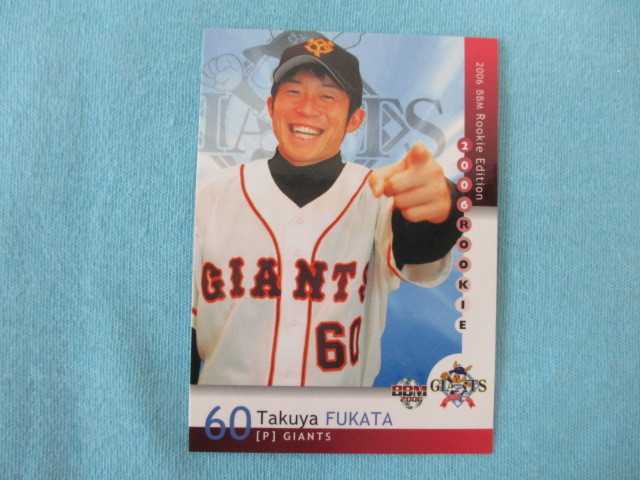 GIANTS
2006 BBM Rookie Edition
2006 ROOKIE
GIANTS
60
BBM
2006
GIANTS
60 Takuya FUKATA
[P] GIANTS